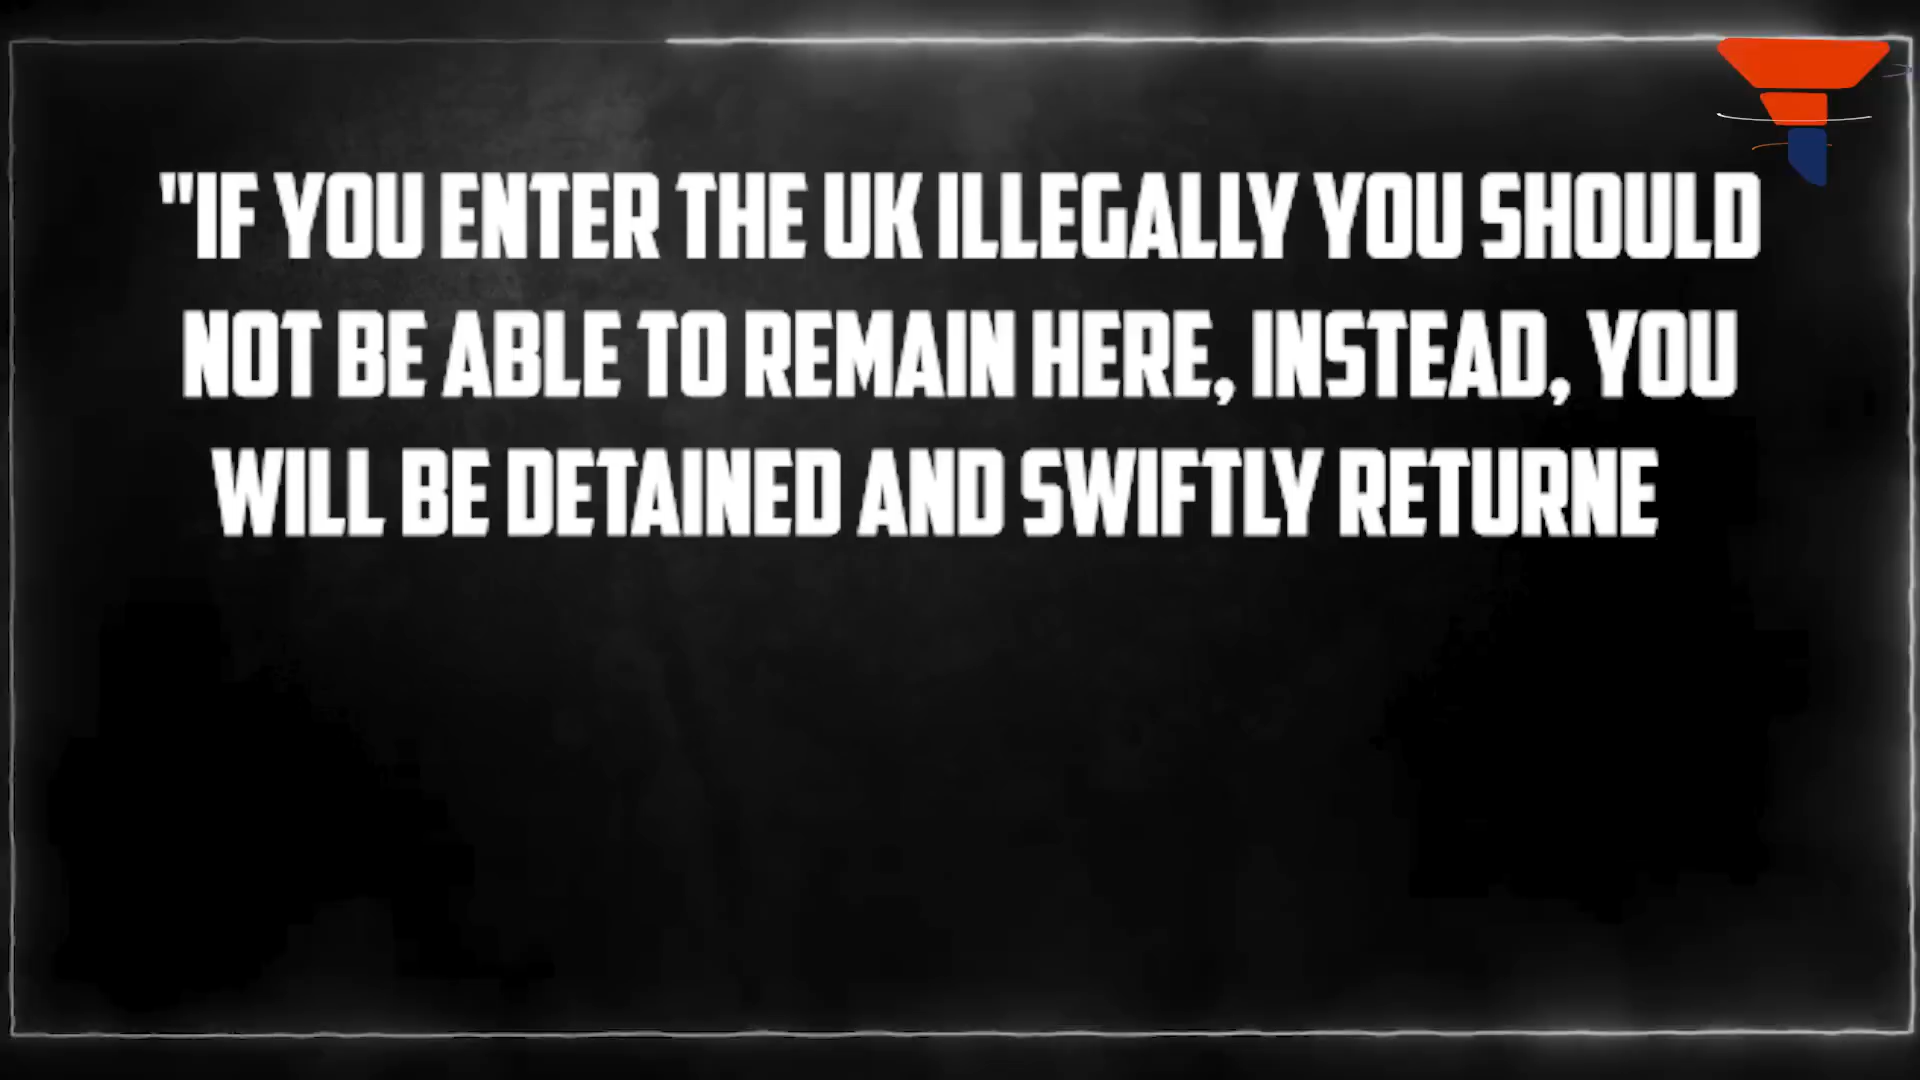 "IF YOU ENTER THE UK ILLEGALLY YOU SHOULD
NOT BE ABLE TO REMAIN HERE, INSTEAD, YOU
WILL BE DETAINED AND SWIFTLY RETURNE